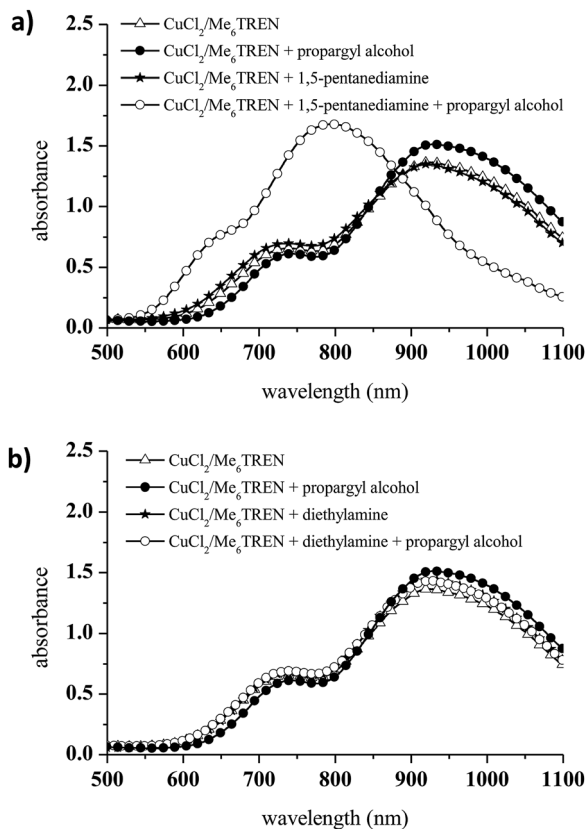 a)
CuCl₂/Me₆TREN
CuCl₂/Me₆TREN + propargyl alcohol
CuCl₂/Me₆TREN + 1,5-pentanediamine
CuCl₂/Me₆TREN + 1,5-pentanediamine + propargyl alcohol
absorbance
2.5
2.0
1.5
1.0
0.5
0.0
500 600 700 800 900 1000 1100
wavelength (nm)
b)
CuCl₂/Me₆TREN
CuCl₂/Me₆TREN + propargyl alcohol
CuCl₂/Me₆TREN + diethylamine
CuCl₂/Me₆TREN + diethylamine + propargyl alcohol
absorbance
2.5
2.0
1.5
1.0
0.5
0.0
500 600 700 800 900 1000 1100
wavelength (nm)